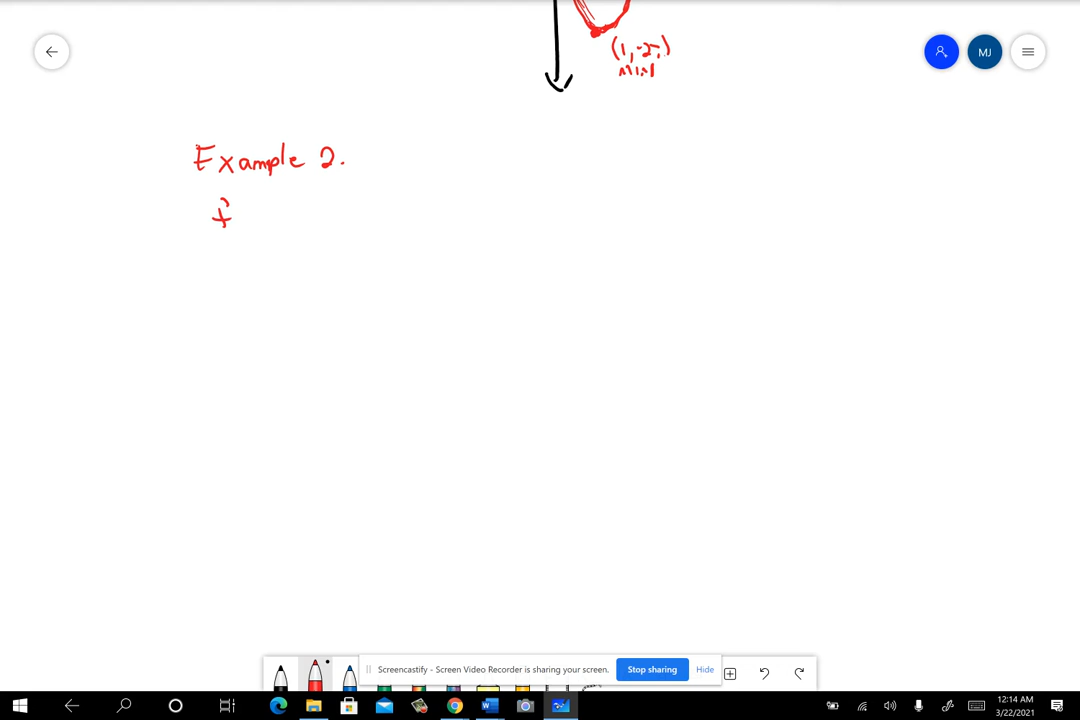 (1, -2.)
MIN
MJ
Example 2.
f
Screencastify - Screen Video Recorder is sharing your screen.
Stop sharing
Hide
12:14 AM
3/22/2021